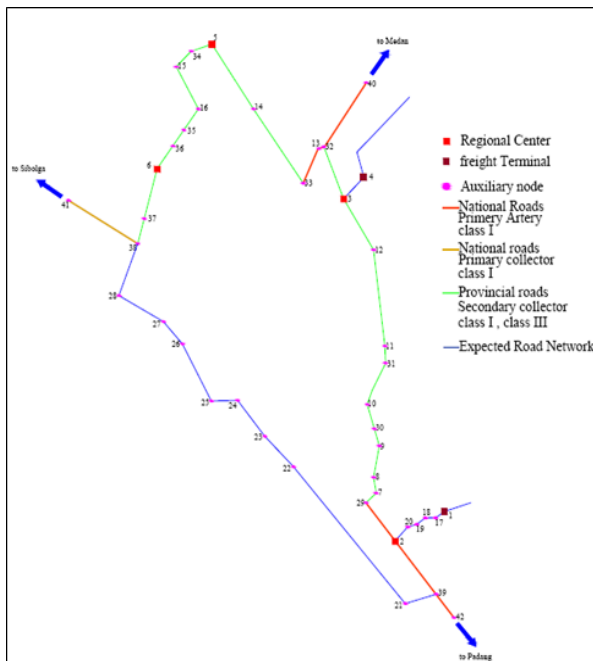 5
to Medan
34
15
40
14
16
13
32
35
36
Regional Center
6
33
4
freight Terminal
to Sibolga
3
Auxiliary node
41
37
National Roads
Primery Artery
class I
38
12
National roads
Primary collector
class I
28
Provincial roads
Secondary collector
class I , class III
27
26
11
Expected Road Network
31
25
24
10
23
30
9
22
8
7
29
20
18
1
19
17
2
21
39
42
to Padang